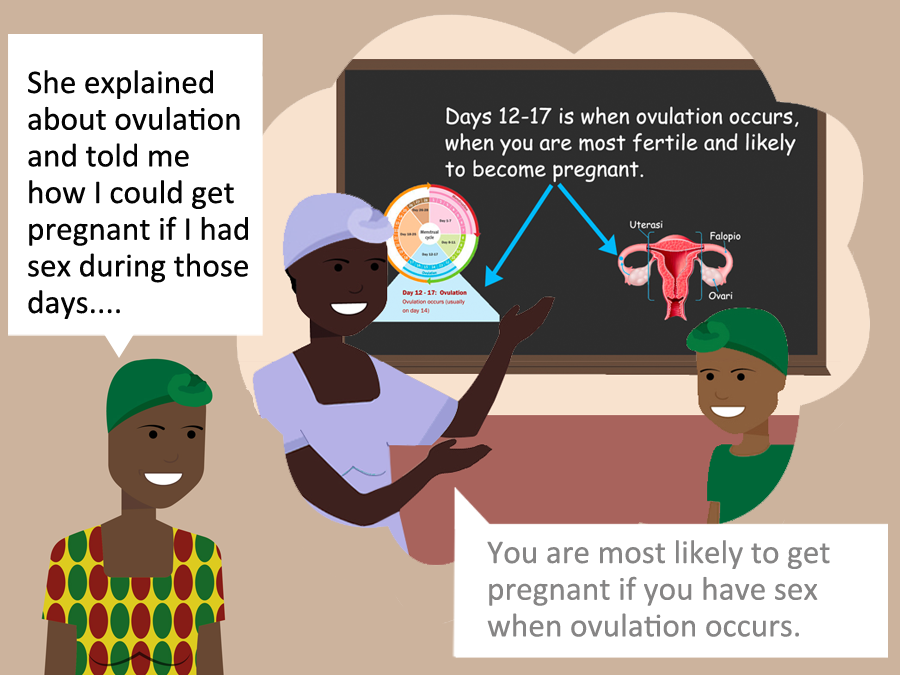 She explained
about ovulation
and told me
how I could get
pregnant if I had
sex during those
days....
Days 12-17 is when ovulation occurs,
when you are most fertile and likely
to become pregnant.
Menstrual
cycle
Day 1-7
Day 8-11
Day 12-17
Ovulation
Day 12 - 17: Ovulation
Ovulation occurs (usually
on day 14)
Uterasi
Falopio
Ovari
You are most likely to get
pregnant if you have sex
when ovulation occurs.